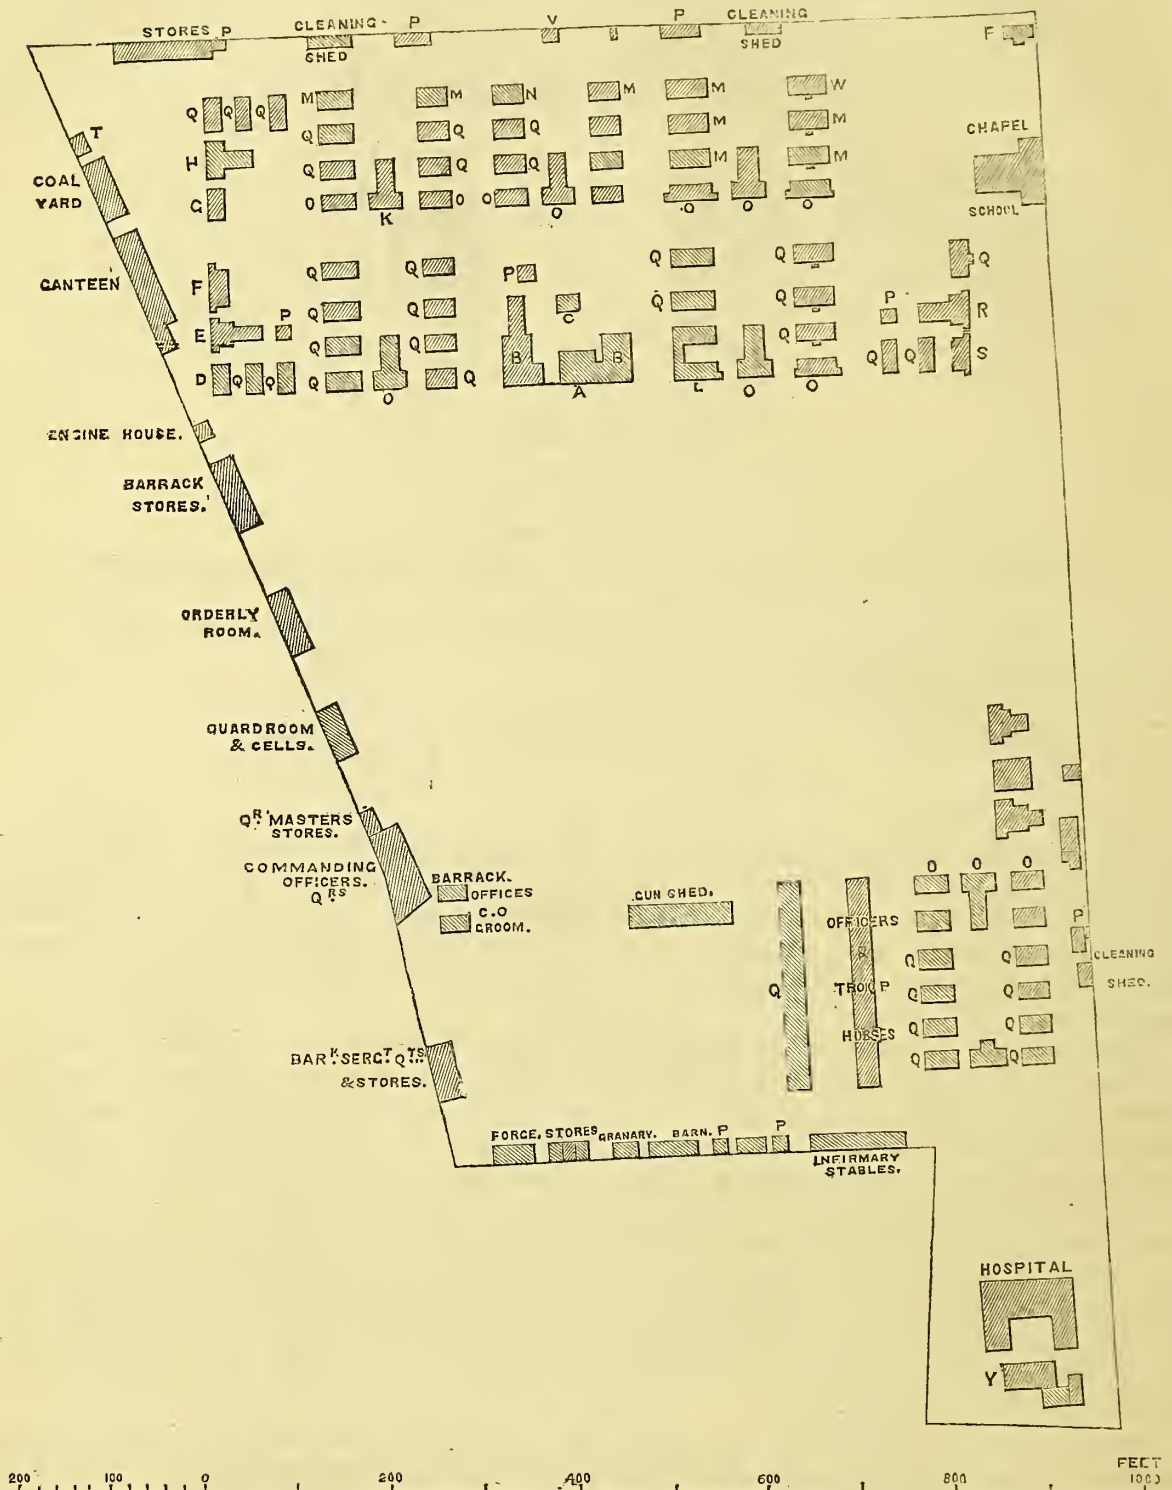 STORES P CLEANING P V P CLEANING
SHED SHED F
M M N M M W
Q Q Q Q Q Q M M
T
H Q Q Q M M
CHAPEL
COAL
YARD
G O O O Q O O
K O
SCHOOL
CANTEEN
F Q Q P Q Q Q
Q Q C Q Q P R
E P Q Q B B Q Q Q S
D Q Q Q Q
O A L O O
ENGINE HOUSE.
BARRACK
STORES.
ORDERLY
ROOM.
GUARDROOM
& CELLS.
QR. MASTERS
STORES.
COMMANDING
OFFICERS.
QRS
BARRACK.
OFFICES
C.O
GROOM.
GUN SHED.
O O O
OFFICERS
&
TROOP
HORSES
P
Q Q Q
Q Q
Q Q
Q Q
CLEANING
SHED.
BARK. SERGT. QTS.
& STORES.
FORGE. STORES GRANARY. BARN. P P
INFIRMARY
STABLES.
HOSPITAL
Y
FEET
200 100 0 200 400 600 800 1000